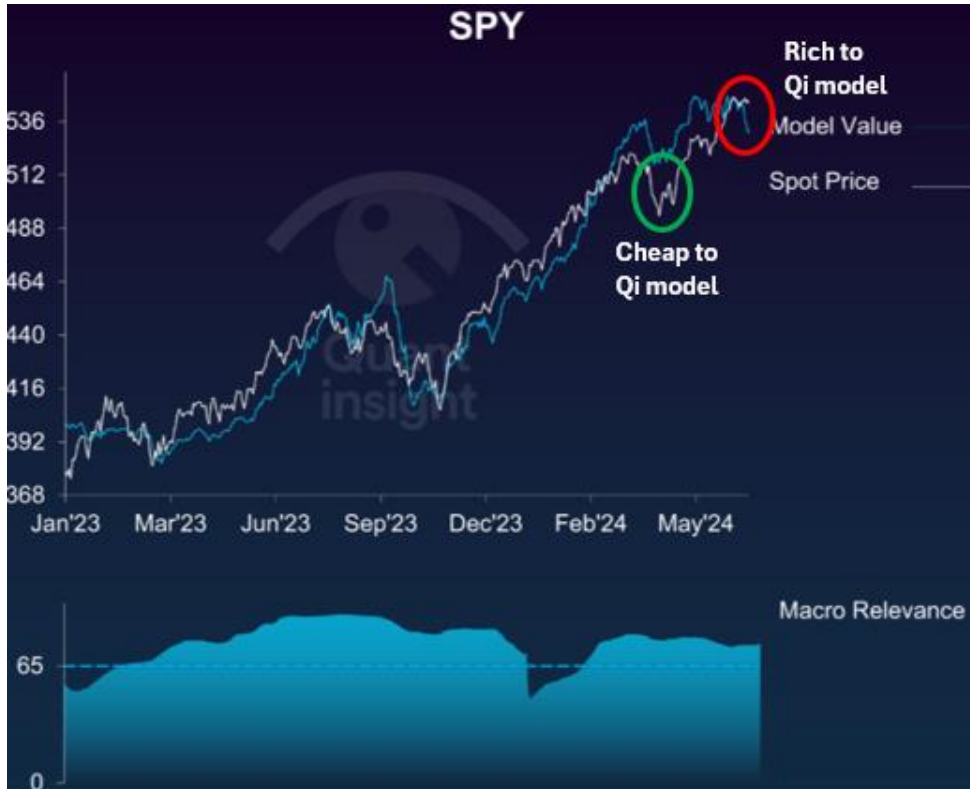 SPY
Rich to
Qi model
Model Value
Spot Price
Cheap to
Qi model
536
512
488
464
440
416
392
368
Jan'23 Mar'23 Jun'23 Sep'23 Dec'23 Feb'24 May'24
Quant
insight
Macro Relevance
65
0